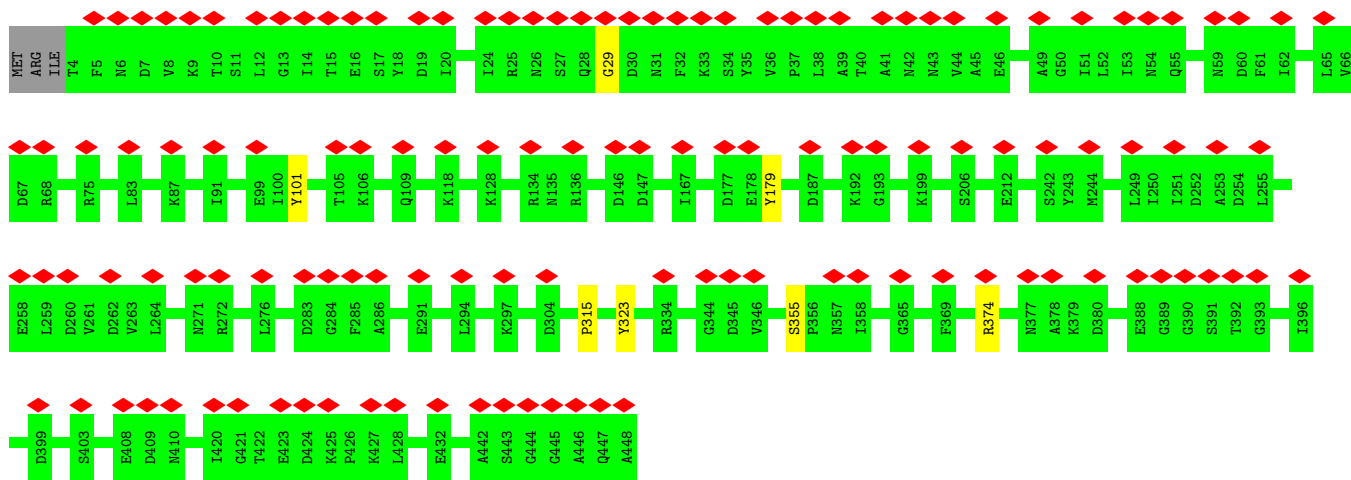 MET ARG ILE T4 F5 N6 D7 V8 K9 T10 S11 L12 G13 I14 T15 E16 S17 Y18 D19 I20 I24 R25 N26 S27 Q28 G29 D30 N31 F32 K33 S34 Y35 V36 P37 L38 A39 T40 A41 N42 N43 V44 A45 E46 A49 G50 I51 L52 I53 N54 Q55 N59 D60 F61 I62 L65 V66
D67 R68 R75 L83 K87 I91 E99 I100 Y101 T105 K106 Q109 K118 K128 R134 N135 R136 D146 D147 I167 D177 E178 Y179 D187 K192 G193 K199 S206 E212 S242 Y243 M244 L249 I250 I251 D252 A253 D254 L255
E258 L259 D260 V261 D262 V263 L264 N271 R272 L276 D283 G284 F285 A286 E291 L294 K297 D304 P315 Y323 R334 G344 D345 V346 S355 P356 N357 I358 G365 F369 R374 N377 A378 K379 D380 E388 G389 G390 S391 T392 G393 I396
D399 S403 E408 D409 N410 I420 G421 T422 E423 D424 K425 P426 K427 L428 E432 A442 S443 G444 G445 A446 Q447 A448